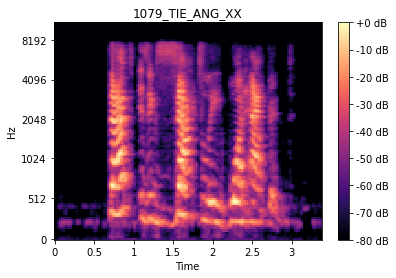 1079_TIE_ANG_XX
+0 dB
8192
-10 dB
4096
-20 dB
-30 dB
2048
Hz
-40 dB
1024
-50 dB
512
-60 dB
-70 dB
0
-80 dB
0 0.5 1 1.5 2 2.5 3
Time